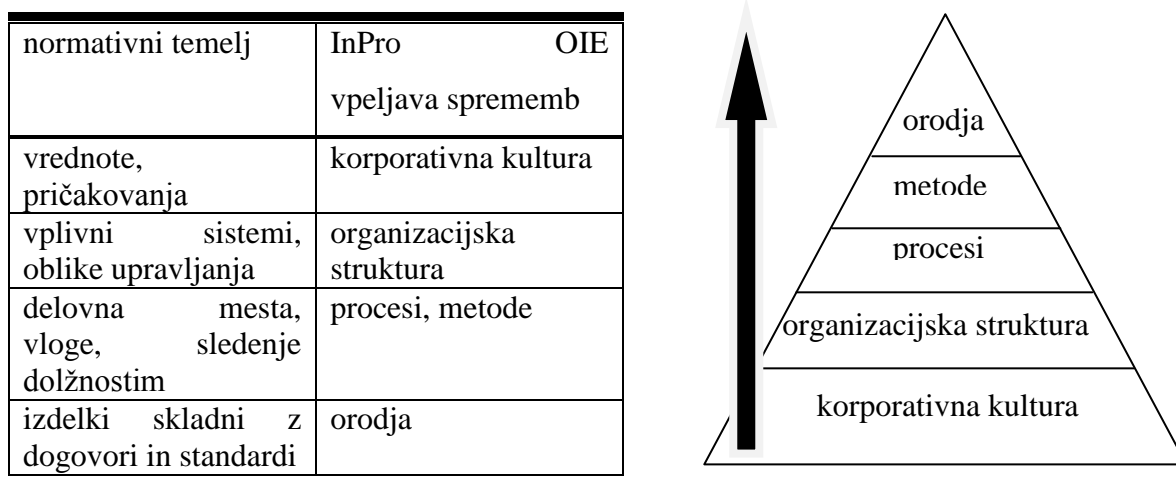 normativni temelj
InPro OIE
vpeljava sprememb
vrednote,
pričakovanja
korporativna kultura
vplivni sistemi,
oblike upravljanja
organizacijska
struktura
delovna mesta,
vloge, sledenje
dolžnostim
procesi, metode
izdelki skladni z
dogovori in standardi
orodja
orodja
metode
procesi
organizacijska struktura
korporativna kultura